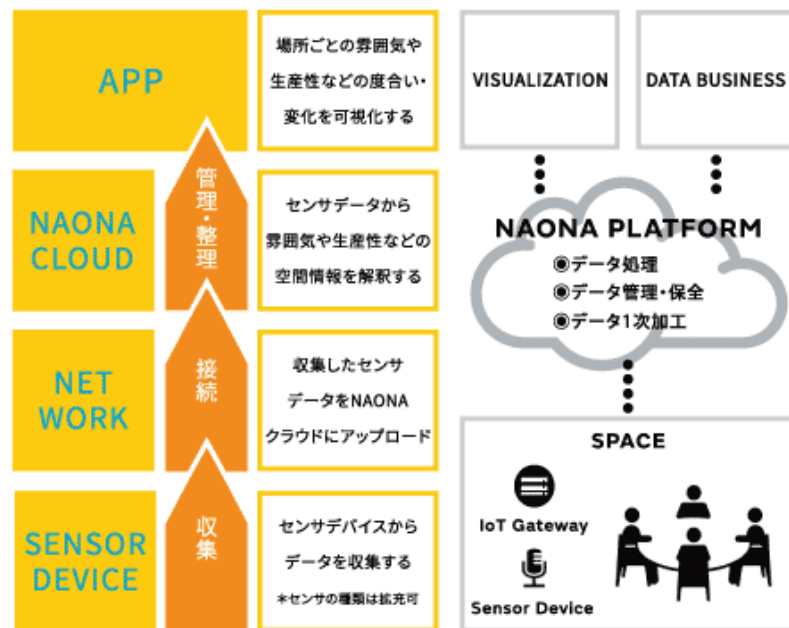 APP
場所ごとの雰囲気や
生産性などの度合い・
変化を可視化する
管理・整理
NAONA
CLOUD
センサデータから
雰囲気や生産性などの
空間情報を解釈する
接続
NET
WORK
収集したセンサ
データをNAONA
クラウドにアップロード
収集
SENSOR
DEVICE
センサデバイスから
データを収集する
*センサの種類は拡充可
VISUALIZATION
DATA BUSINESS
NAONA PLATFORM
◉データ処理
◉データ管理・保全
◉データ1次加工
SPACE
IoT Gateway
Sensor Device